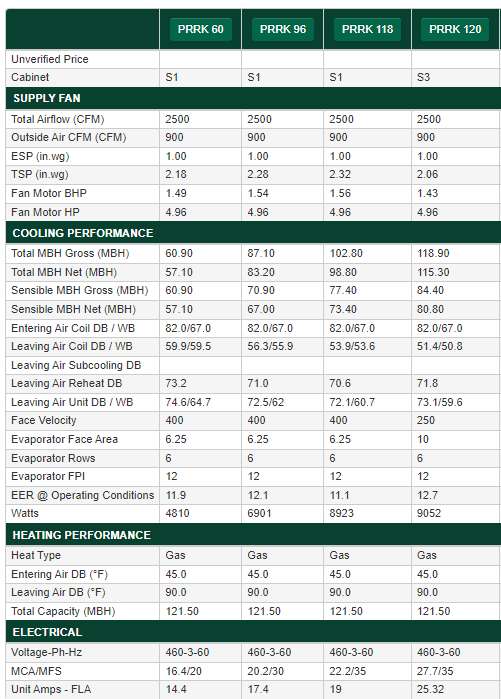 PRRK 60 PRRK 96 PRRK 118 PRRK 120
Unverified Price
Cabinet S1 S1 S1 S3
SUPPLY FAN
Total Airflow (CFM) 2500 2500 2500 2500
Outside Air CFM (CFM) 900 900 900 900
ESP (in.wg) 1.00 1.00 1.00 1.00
TSP (in.wg) 2.18 2.28 2.32 2.06
Fan Motor BHP 1.49 1.54 1.56 1.43
Fan Motor HP 4.96 4.96 4.96 4.96
COOLING PERFORMANCE
Total MBH Gross (MBH) 60.90 87.10 102.80 118.90
Total MBH Net (MBH) 57.10 83.20 98.80 115.30
Sensible MBH Gross (MBH) 60.90 70.90 77.40 84.40
Sensible MBH Net (MBH) 57.10 67.00 73.40 80.80
Entering Air Coil DB / WB 82.0/67.0 82.0/67.0 82.0/67.0 82.0/67.0
Leaving Air Coil DB / WB 59.9/59.5 56.3/55.9 53.9/53.6 51.4/50.8
Leaving Air Subcooling DB
Leaving Air Reheat DB 73.2 71.0 70.6 71.8
Leaving Air Unit DB / WB 74.6/64.7 72.5/62 72.1/60.7 73.1/59.6
Face Velocity 400 400 400 250
Evaporator Face Area 6.25 6.25 6.25 10
Evaporator Rows 6 6 6 6
Evaporator FPI 12 12 12 12
EER @ Operating Conditions 11.9 12.1 11.1 12.7
Watts 4810 6901 8923 9052
HEATING PERFORMANCE
Heat Type Gas Gas Gas Gas
Entering Air DB (°F) 45.0 45.0 45.0 45.0
Leaving Air DB (°F) 90.0 90.0 90.0 90.0
Total Capacity (MBH) 121.50 121.50 121.50 121.50
ELECTRICAL
Voltage-Ph-Hz 460-3-60 460-3-60 460-3-60 460-3-60
MCA/MFS 16.4/20 20.2/30 22.2/35 27.7/35
Unit Amps - FLA 14.4 17.4 19 25.32